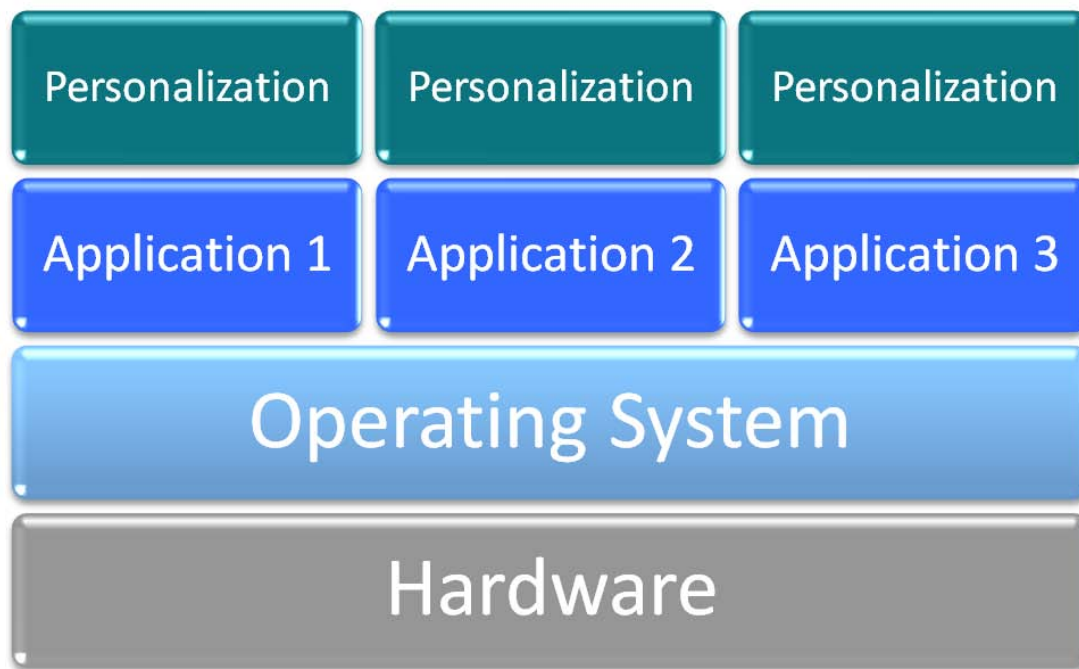 Personalization Personalization Personalization
Application 1 Application 2 Application 3
Operating System
Hardware